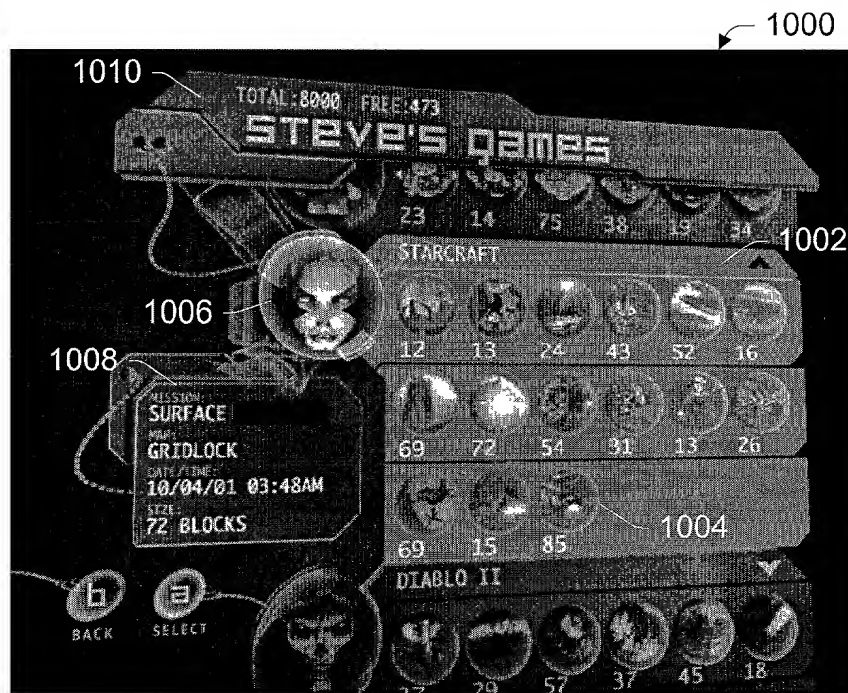 1000
1010
TOTAL:8000 FREE:473
steve's games
23 14 75 38 19 34
STARCRAFT
1002
1006
12 13 24 43 52 16
1008
MISSION:
SURFACE
MAP:
GRIDLOCK
DATE/TIME:
10/04/01 03:48AM
SIZE:
72 BLOCKS
69 72 54 31 13 26
69 15 85
1004
DIABLO II
b
BACK
a
SELECT
29 57 37 45 18